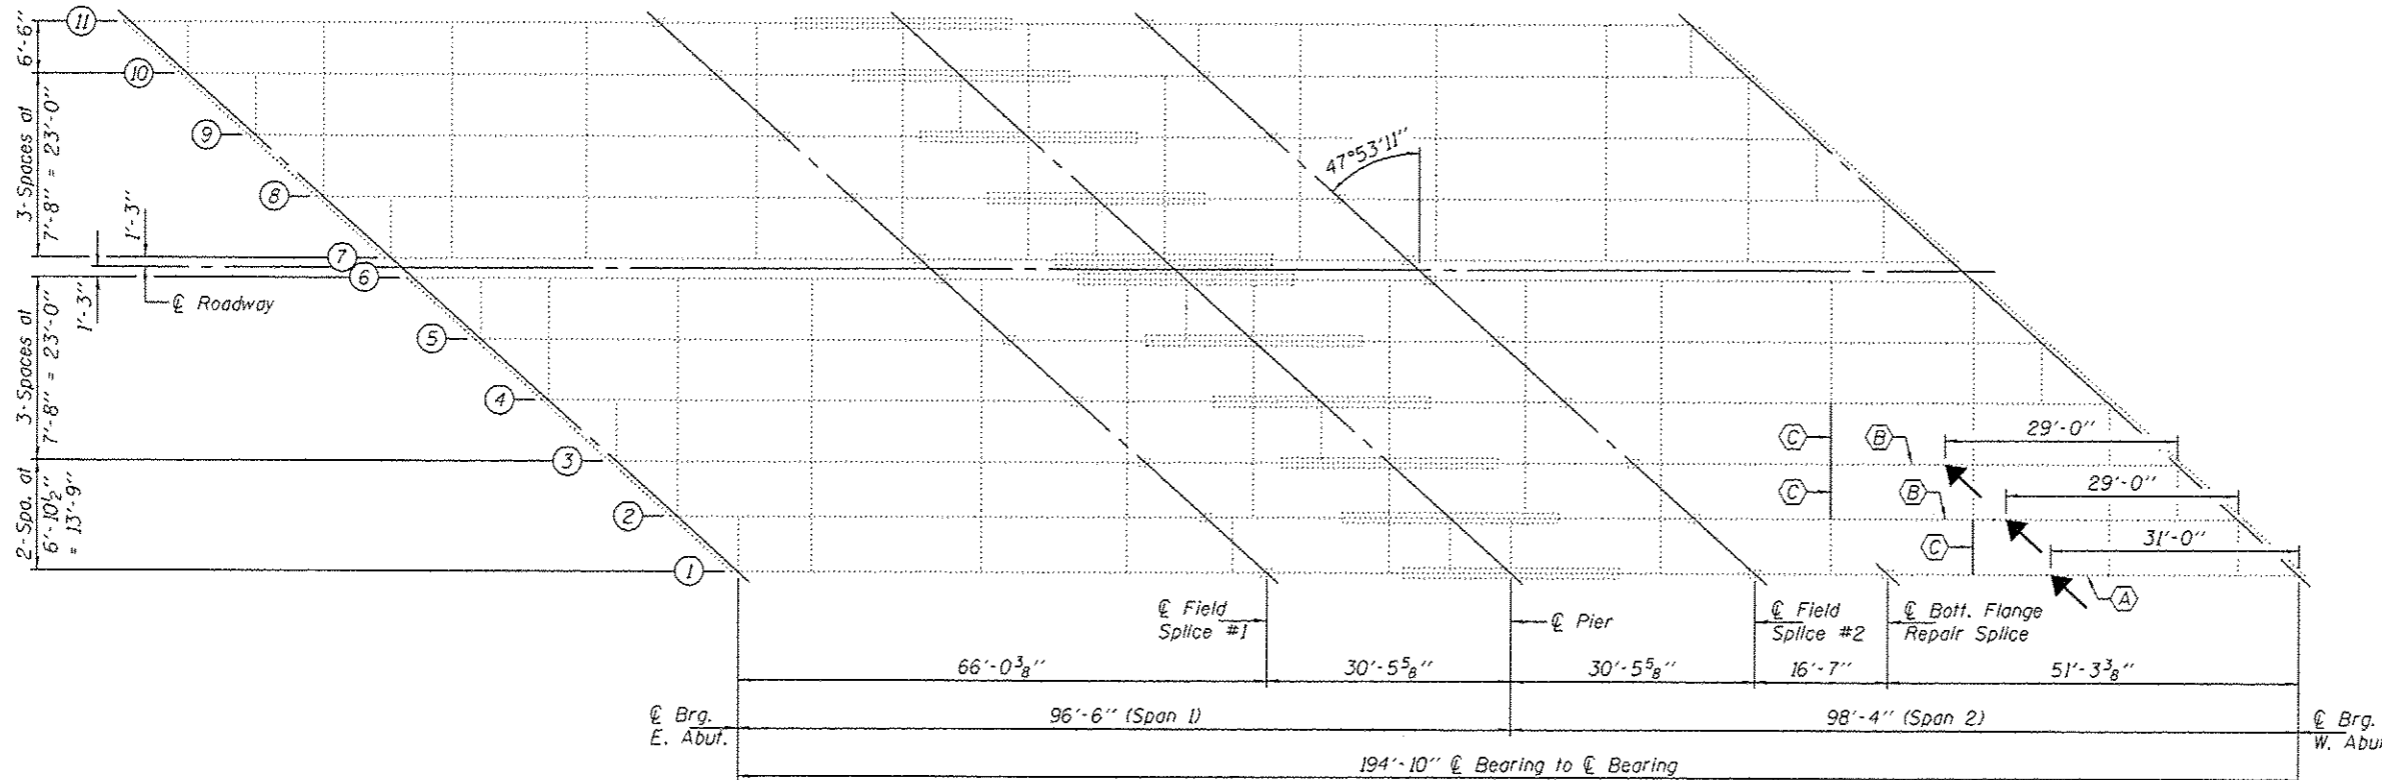 6'-6"
3-Spaces at
7'-8" = 23'-0"
1'-3"
1'-3"
3-Spaces at
7'-8" = 23'-0"
2-Spa. at
6'-10½"
= 13'-9"
11
10
9
8
7
6
5
4
3
2
1
℄ Roadway
47°53'11"
C
C
C
B
B
A
29'-0"
29'-0"
31'-0"
℄ Field
Splice #1
℄ Pier
℄ Field
Splice #2
℄ Bott. Flange
Repair Splice
66'-0⅜"
30'-5⅝"
30'-5⅝"
16'-7"
51'-3⅜"
℄ Brg.
E. Abut.
96'-6" (Span 1)
98'-4" (Span 2)
℄ Brg.
W. Abut
194'-10" ℄ Bearing to ℄ Bearing